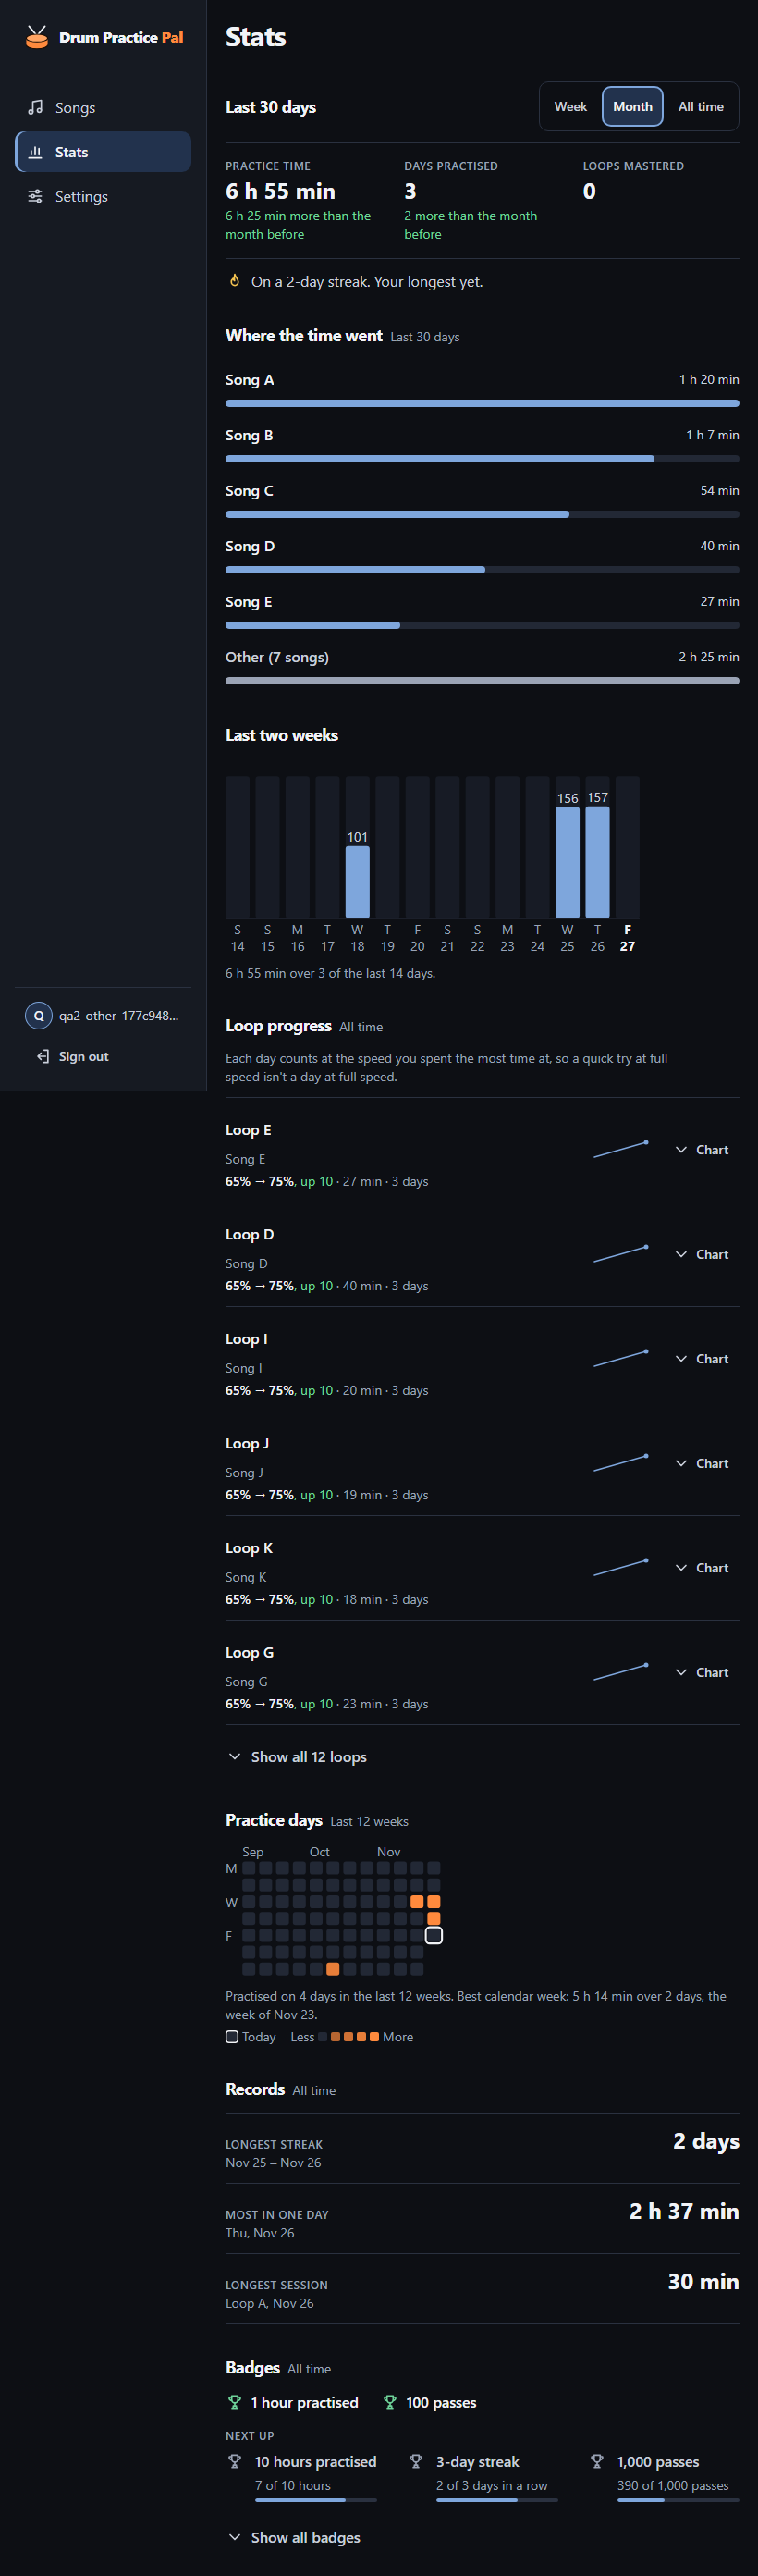 Drum Practice Pal
Songs
Stats
Settings
Q qa2-other-177c948...
Sign out
Stats
Last 30 days
Week Month All time
PRACTICE TIME DAYS PRACTISED LOOPS MASTERED
6 h 55 min 3 0
6 h 25 min more than the 2 more than the month
month before before
On a 2-day streak. Your longest yet.
Where the time went Last 30 days
Song A 1 h 20 min
Song B 1 h 7 min
Song C 54 min
Song D 40 min
Song E 27 min
Other (7 songs) 2 h 25 min
Last two weeks
101 156 157
S S M T W T F S S M T W T F
14 15 16 17 18 19 20 21 22 23 24 25 26 27
6 h 55 min over 3 of the last 14 days.
Loop progress All time
Each day counts at the speed you spent the most time at, so a quick try at full
speed isn't a day at full speed.
Loop E
Song E
65% → 75%, up 10 · 27 min · 3 days
Chart
Loop D
Song D
65% → 75%, up 10 · 40 min · 3 days
Chart
Loop I
Song I
65% → 75%, up 10 · 20 min · 3 days
Chart
Loop J
Song J
65% → 75%, up 10 · 19 min · 3 days
Chart
Loop K
Song K
65% → 75%, up 10 · 18 min · 3 days
Chart
Loop G
Song G
65% → 75%, up 10 · 23 min · 3 days
Chart
Show all 12 loops
Practice days Last 12 weeks
Sep Oct Nov
M
W
F
Practised on 4 days in the last 12 weeks. Best calendar week: 5 h 14 min over 2 days, the
week of Nov 23.
Today Less More
Records All time
LONGEST STREAK 2 days
Nov 25 – Nov 26
MOST IN ONE DAY 2 h 37 min
Thu, Nov 26
LONGEST SESSION 30 min
Loop A, Nov 26
Badges All time
1 hour practised 100 passes
NEXT UP
10 hours practised 3-day streak 1,000 passes
7 of 10 hours 2 of 3 days in a row 390 of 1,000 passes
Show all badges